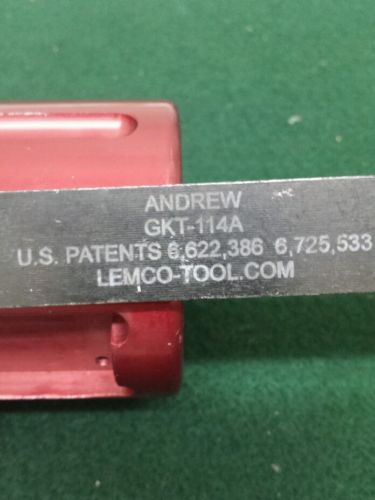 ANDREW
GKT-114A
U.S. PATENTS 6,622,386 6,725,533
LEMCO-TOOL.COM